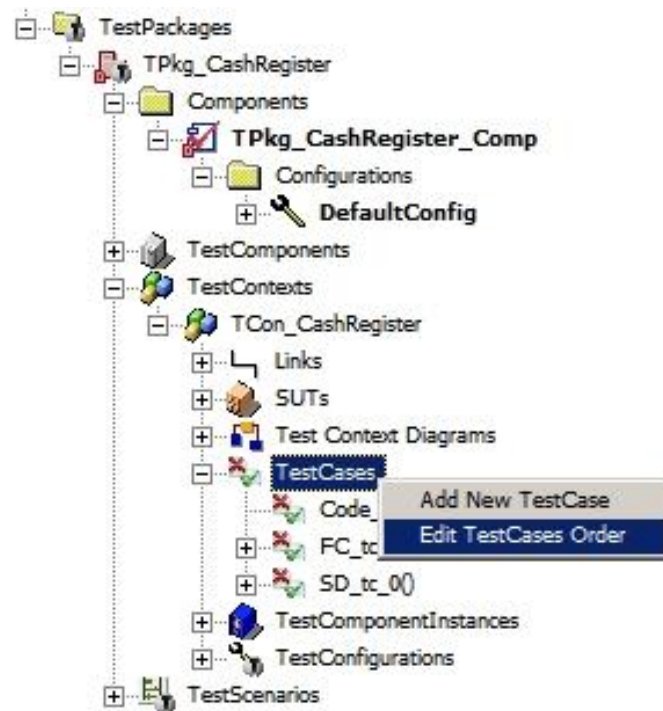 TestPackages
TPkg_CashRegister
Components
TPkg_CashRegister_Comp
Configurations
DefaultConfig
TestComponents
TestContexts
TCon_CashRegister
Links
SUTs
Test Context Diagrams
TestCases
Add New TestCase
Code_
Edit TestCases Order
FC_tc
SD_tc_0()
TestComponentInstances
TestConfigurations
TestScenarios